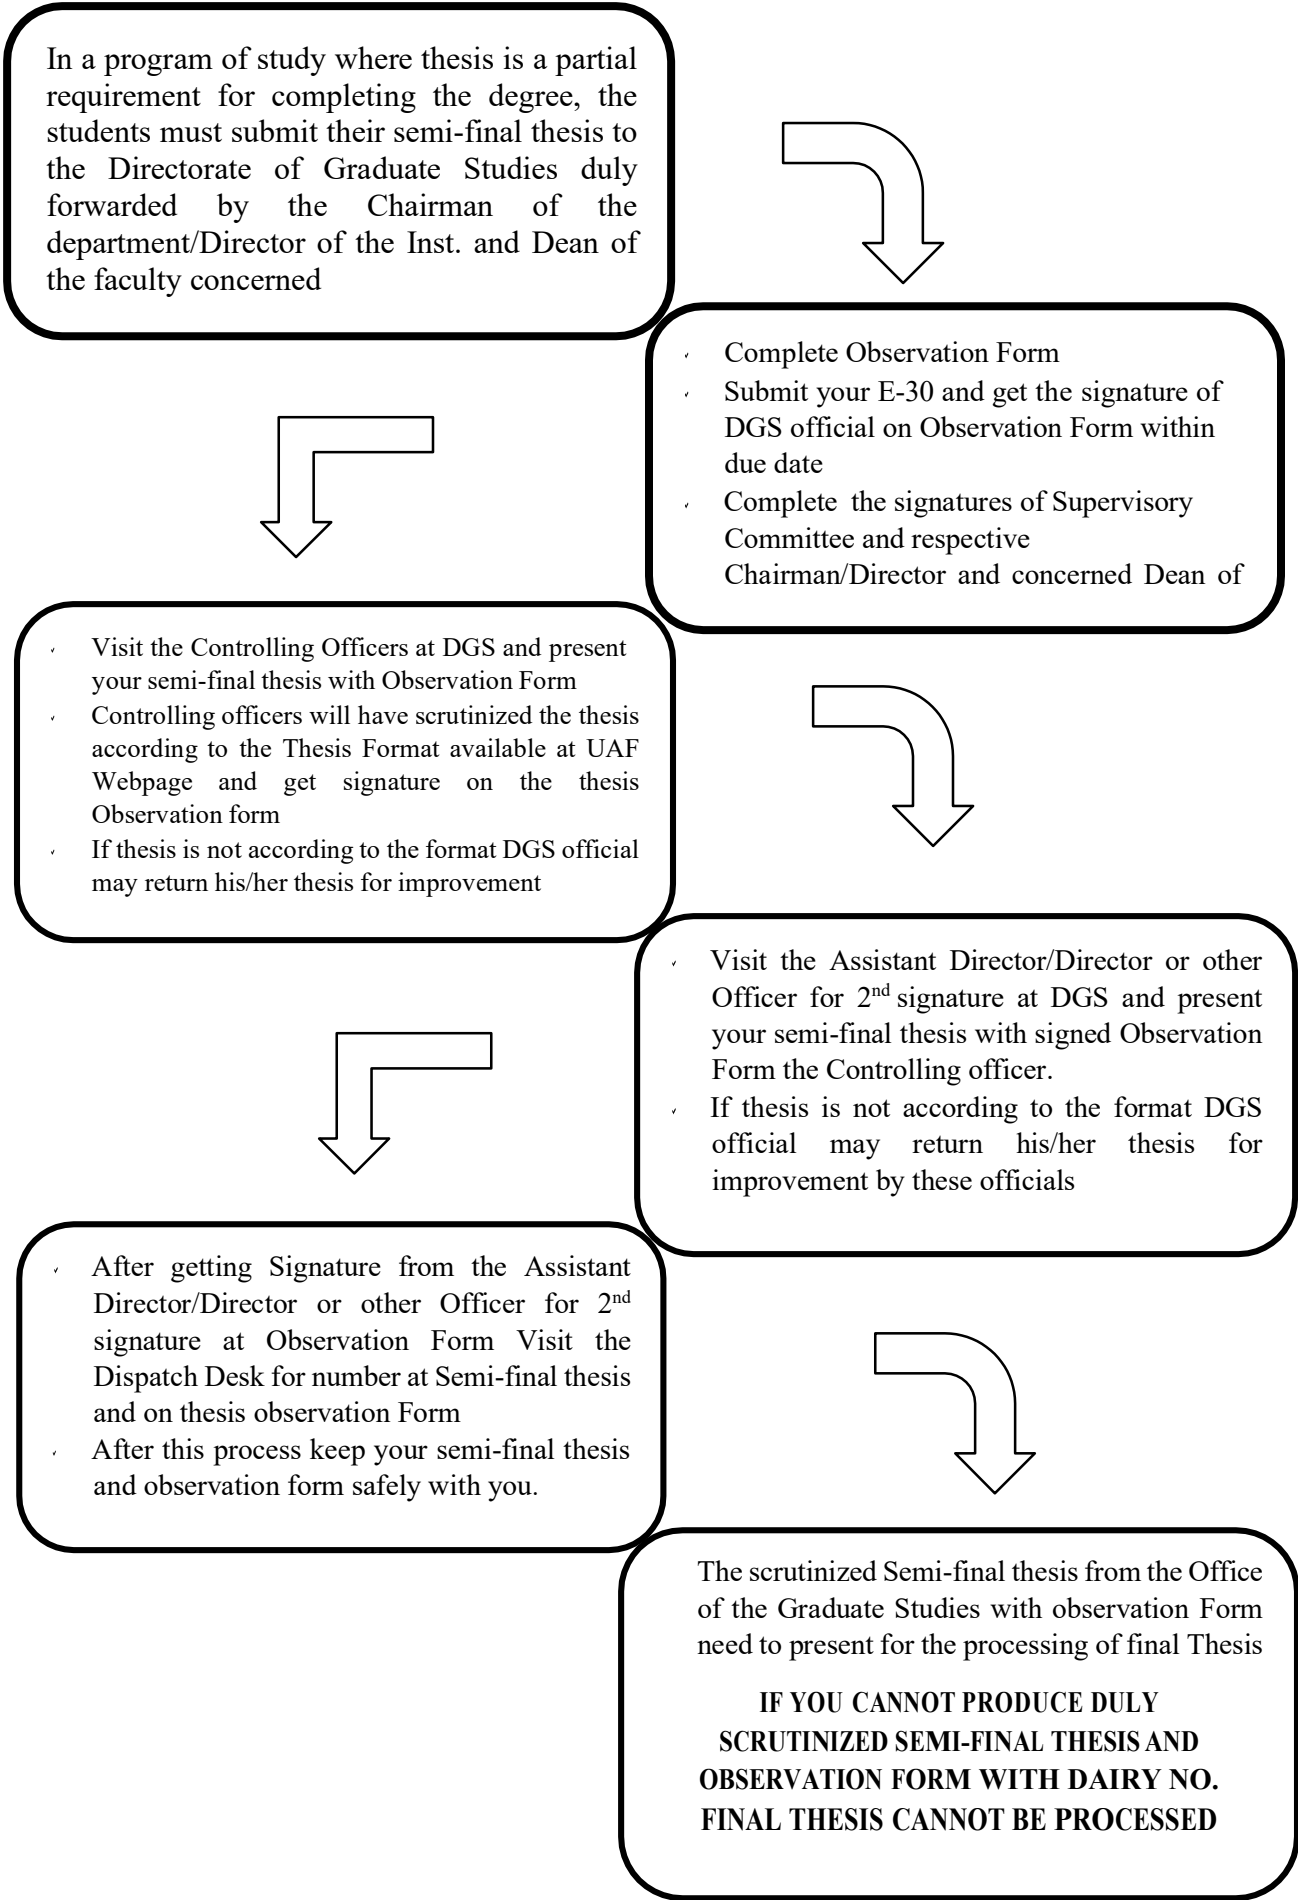 In a program of study where thesis is a partial
requirement for completing the degree, the
students must submit their semi-final thesis to
the Directorate of Graduate Studies duly
forwarded by the Chairman of the
department/Director of the Inst. and Dean of
the faculty concerned
✓ Complete Observation Form
✓ Submit your E-30 and get the signature of
DGS official on Observation Form within
due date
✓ Complete the signatures of Supervisory
Committee and respective
Chairman/Director and concerned Dean of
✓ Visit the Controlling Officers at DGS and present
your semi-final thesis with Observation Form
✓ Controlling officers will have scrutinized the thesis
according to the Thesis Format available at UAF
Webpage and get signature on the thesis
Observation form
✓ If thesis is not according to the format DGS official
may return his/her thesis for improvement
✓ Visit the Assistant Director/Director or other
Officer for 2nd signature at DGS and present
your semi-final thesis with signed Observation
Form the Controlling officer.
✓ If thesis is not according to the format DGS
official may return his/her thesis for
improvement by these officials
✓ After getting Signature from the Assistant
Director/Director or other Officer for 2nd
signature at Observation Form Visit the
Dispatch Desk for number at Semi-final thesis
and on thesis observation Form
✓ After this process keep your semi-final thesis
and observation form safely with you.
The scrutinized Semi-final thesis from the Office
of the Graduate Studies with observation Form
need to present for the processing of final Thesis
IF YOU CANNOT PRODUCE DULY
SCRUTINIZED SEMI-FINAL THESIS AND
OBSERVATION FORM WITH DAIRY NO.
FINAL THESIS CANNOT BE PROCESSED